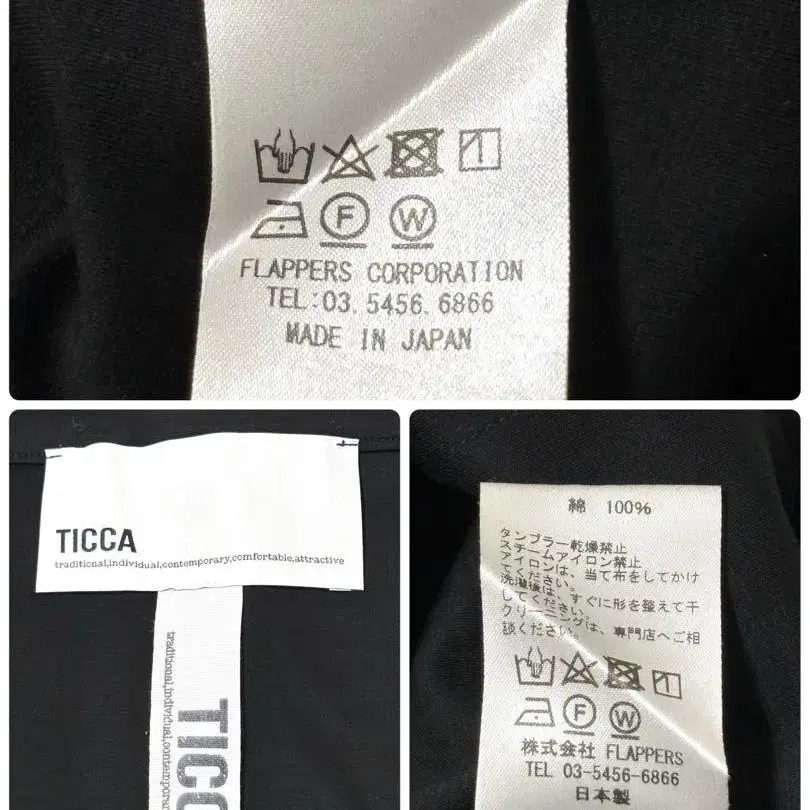 F W
FLAPPERS CORPORATION
TEL:03.5456.6866
MADE IN JAPAN
TICCA
traditional,individual,contemporary,comfortable,attractive
TICC
traditional,individual,contemporar
綿 100%
タンブラー乾燥禁止
スチームアイロン禁止
アイロンは、当て布をしてかけ
てください。
洗濯後は、すぐに形を整えて干
してください。
クリーニングは、専門店へご相
談ください。
F W
株式会社 FLAPPERS
TEL 03-5456-6866
日本製